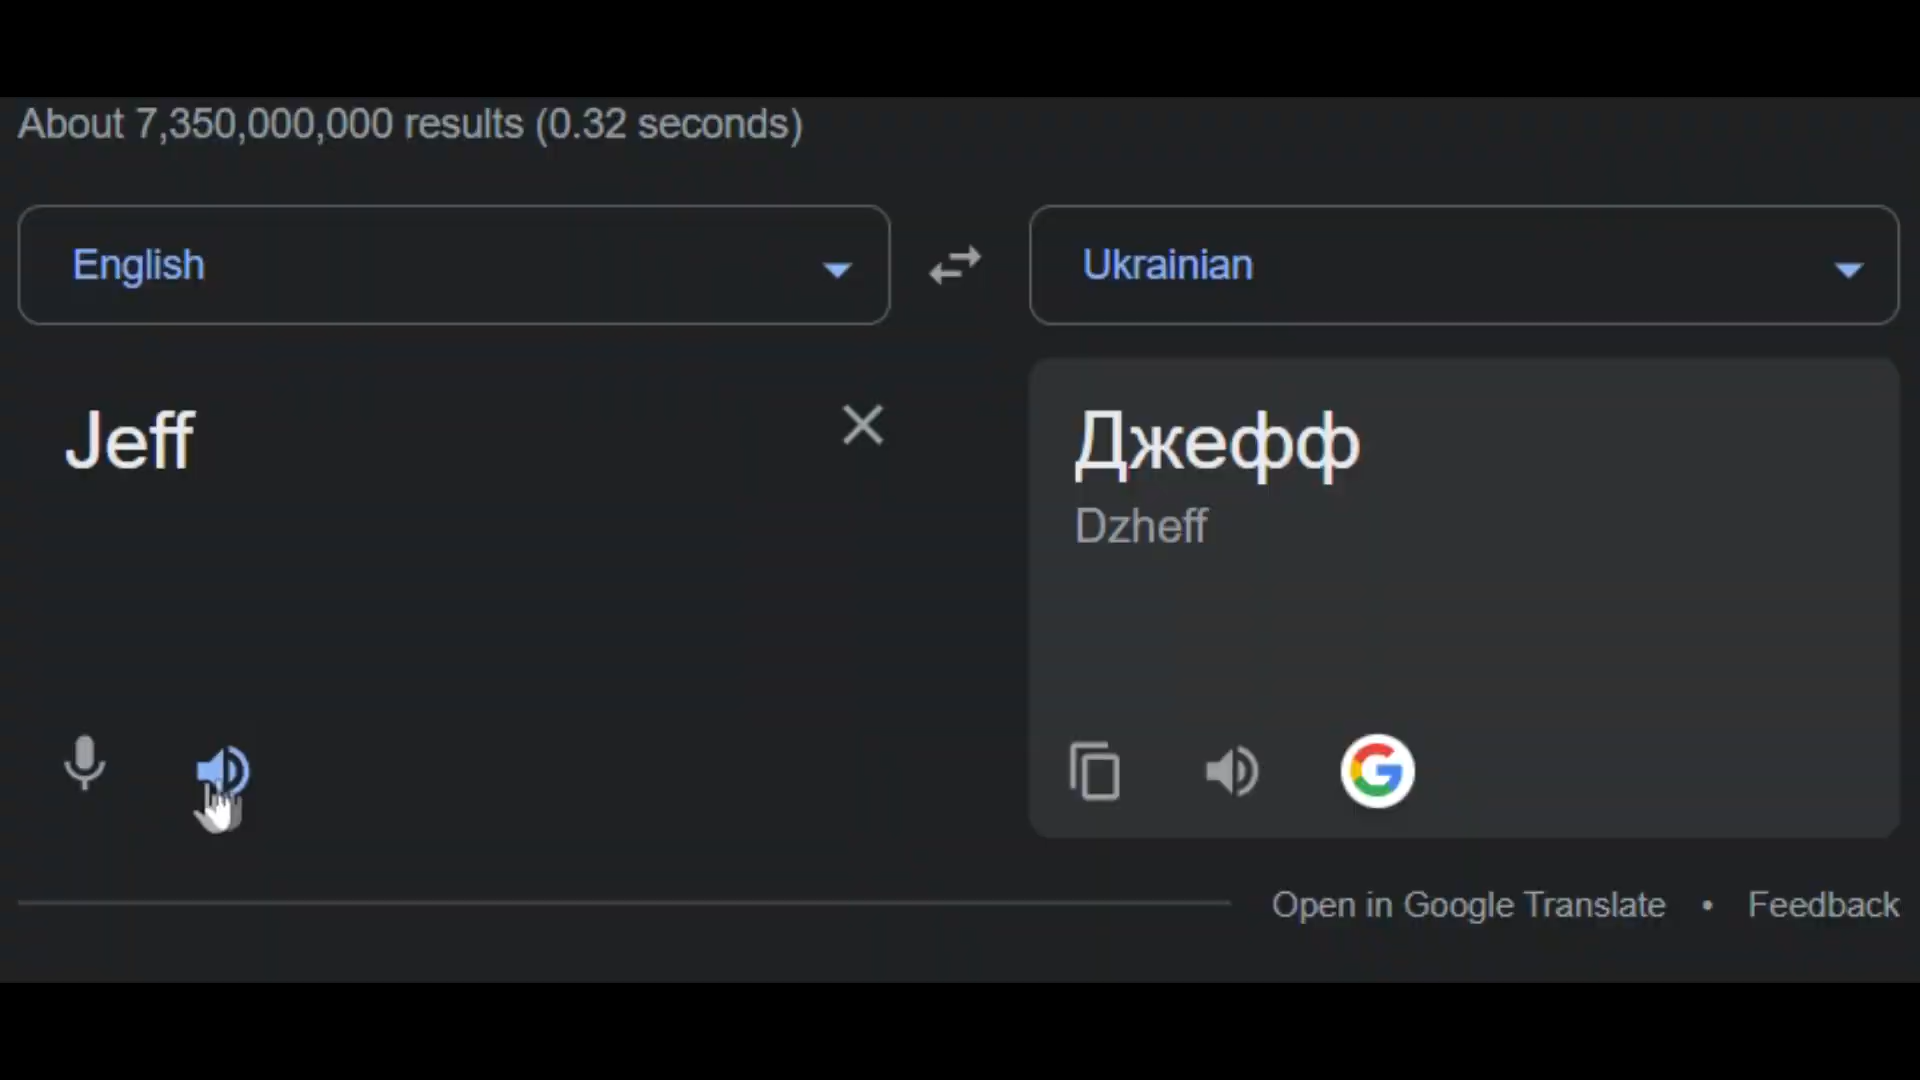 About 7,350,000,000 results (0.32 seconds)
English
Ukrainian
Jeff
Джефф
Dzheff
Open in Google Translate • Feedback